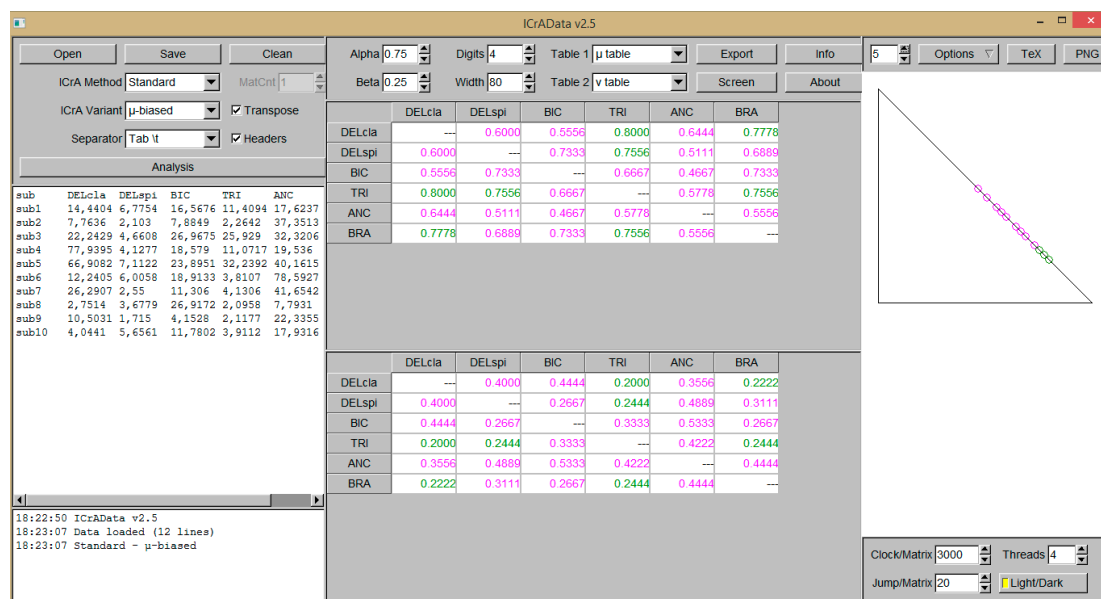 ICrAData v2.5
Open Save Clean
ICrA Method Standard MatCnt 1
ICrA Variant µ-biased Transpose
Separator Tab \t Headers
Analysis
sub DELcla DELspi BIC TRI ANC
sub1 14,4404 6,7754 16,5676 11,4094 17,6237
sub2 7,7636 2,103 7,8849 2,2642 37,3513
sub3 22,2429 4,6608 26,9675 25,929 32,3206
sub4 77,9395 4,1277 18,579 11,0717 19,536
sub5 66,9082 7,1122 23,8951 32,2392 40,1615
sub6 12,2405 6,0058 18,9133 3,8107 78,5927
sub7 26,2907 2,55 11,306 4,1306 41,6542
sub8 2,7514 3,6779 26,9172 2,0958 7,7931
sub9 10,5031 1,715 4,1528 2,1177 22,3355
sub10 4,0441 5,6561 11,7802 3,9112 17,9316
18:22:50 ICrAData v2.5
18:23:07 Data loaded (12 lines)
18:23:07 Standard - µ-biased
Alpha 0.75 Digits 4 Table 1 µ table Export Info
Beta 0.25 Width 80 Table 2 ν table Screen About
DELcla DELspi BIC TRI ANC BRA
DELcla --- 0.6000 0.5556 0.8000 0.6444 0.7778
DELspi 0.6000 --- 0.7333 0.7556 0.5111 0.6889
BIC 0.5556 0.7333 --- 0.6667 0.4667 0.7333
TRI 0.8000 0.7556 0.6667 --- 0.5778 0.7556
ANC 0.6444 0.5111 0.4667 0.5778 --- 0.5556
BRA 0.7778 0.6889 0.7333 0.7556 0.5556 ---
DELcla DELspi BIC TRI ANC BRA
DELcla --- 0.4000 0.4444 0.2000 0.3556 0.2222
DELspi 0.4000 --- 0.2667 0.2444 0.4889 0.3111
BIC 0.4444 0.2667 --- 0.3333 0.5333 0.2667
TRI 0.2000 0.2444 0.3333 --- 0.4222 0.2444
ANC 0.3556 0.4889 0.5333 0.4222 --- 0.4444
BRA 0.2222 0.3111 0.2667 0.2444 0.4444 ---
5 Options TeX PNG
Clock/Matrix 3000 Threads 4
Jump/Matrix 20 Light/Dark